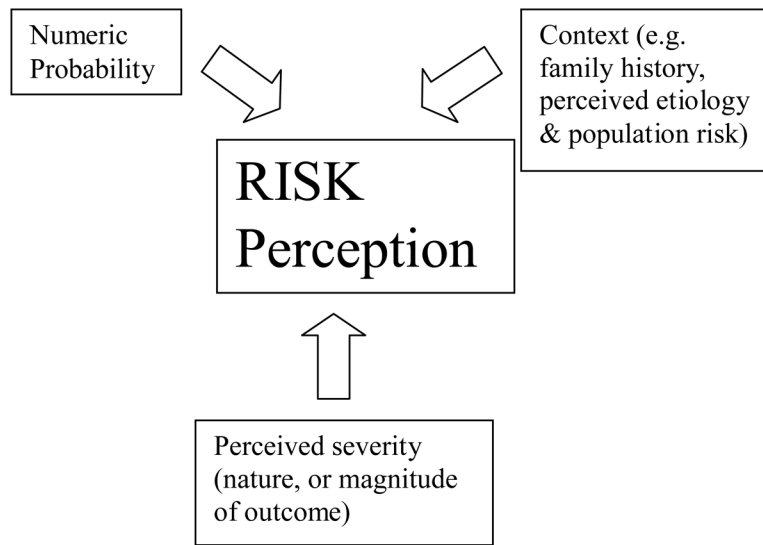 Numeric
Probability
Context (e.g.
family history,
perceived etiology
& population risk)
RISK
Perception
Perceived severity
(nature, or magnitude
of outcome)